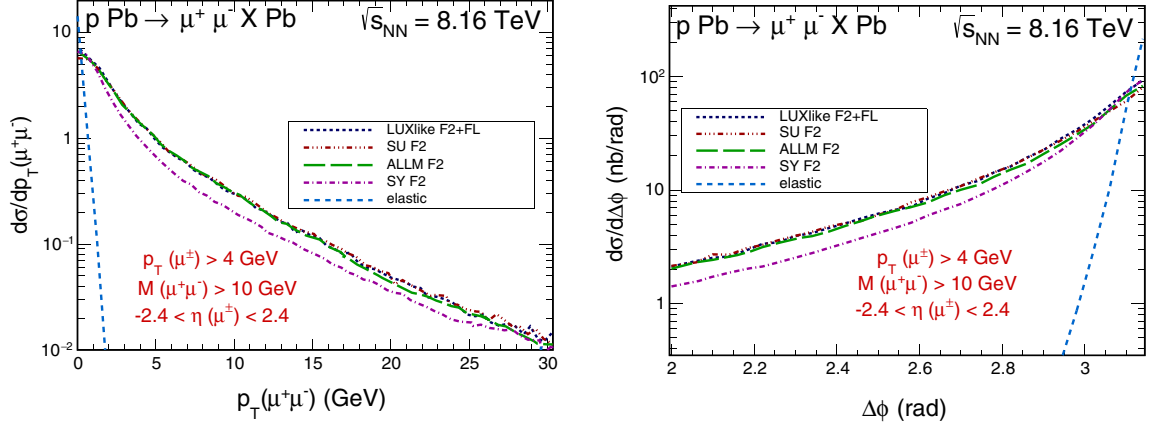 p Pb → μ⁺ μ⁻ X Pb
√s_NN = 8.16 TeV
10
1
10⁻¹
10⁻²
dσ/dp_T(μ⁺μ⁻)
LUXlike F2+FL
SU F2
ALLM F2
SY F2
elastic
p_T (μ^±) > 4 GeV
M (μ⁺μ⁻) > 10 GeV
-2.4 < η (μ^±) < 2.4
0 5 10 15 20 25 30
p_T(μ⁺μ⁻) (GeV)
p Pb → μ⁺ μ⁻ X Pb
√s_NN = 8.16 TeV
10²
10
1
dσ/dΔϕ (nb/rad)
LUXlike F2+FL
SU F2
ALLM F2
SY F2
elastic
p_T (μ^±) > 4 GeV
M (μ⁺μ⁻) > 10 GeV
-2.4 < η (μ^±) < 2.4
2 2.2 2.4 2.6 2.8 3
Δϕ (rad)